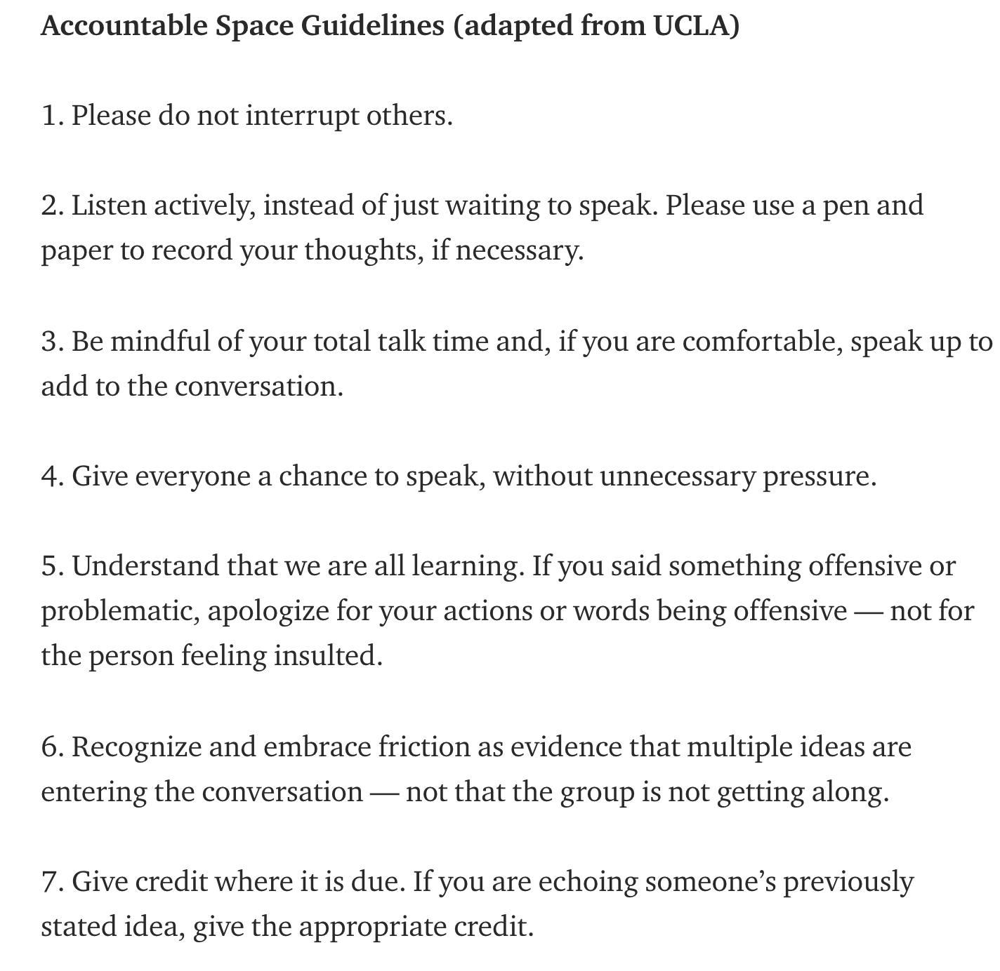 Accountable Space Guidelines (adapted from UCLA)
1. Please do not interrupt others.
2. Listen actively, instead of just waiting to speak. Please use a pen and
paper to record your thoughts, if necessary.
3. Be mindful of your total talk time and, if you are comfortable, speak up to
add to the conversation.
4. Give everyone a chance to speak, without unnecessary pressure.
5. Understand that we are all learning. If you said something offensive or
problematic, apologize for your actions or words being offensive — not for
the person feeling insulted.
6. Recognize and embrace friction as evidence that multiple ideas are
entering the conversation — not that the group is not getting along.
7. Give credit where it is due. If you are echoing someone’s previously
stated idea, give the appropriate credit.